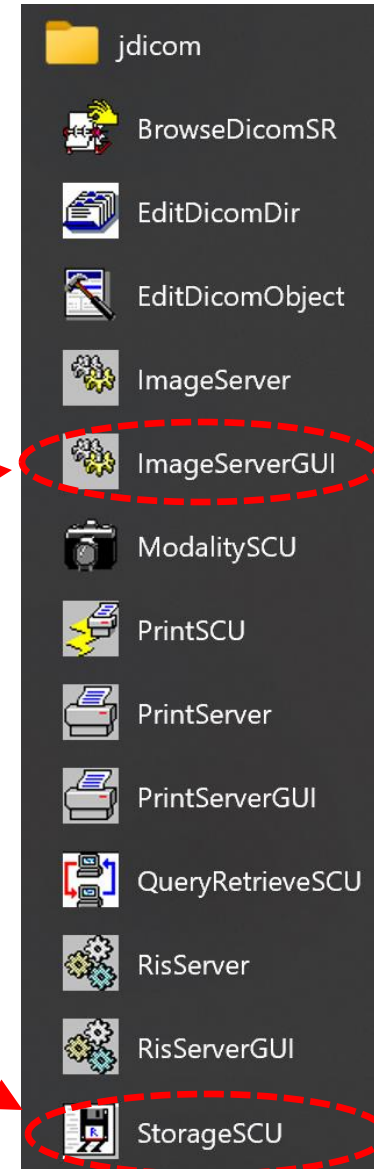 jdicom
BrowseDicomSR
EditDicomDir
EditDicomObject
ImageServer
ImageServerGUI
ModalitySCU
PrintSCU
PrintServer
PrintServerGUI
QueryRetrieveSCU
RisServer
RisServerGUI
R
StorageSCU